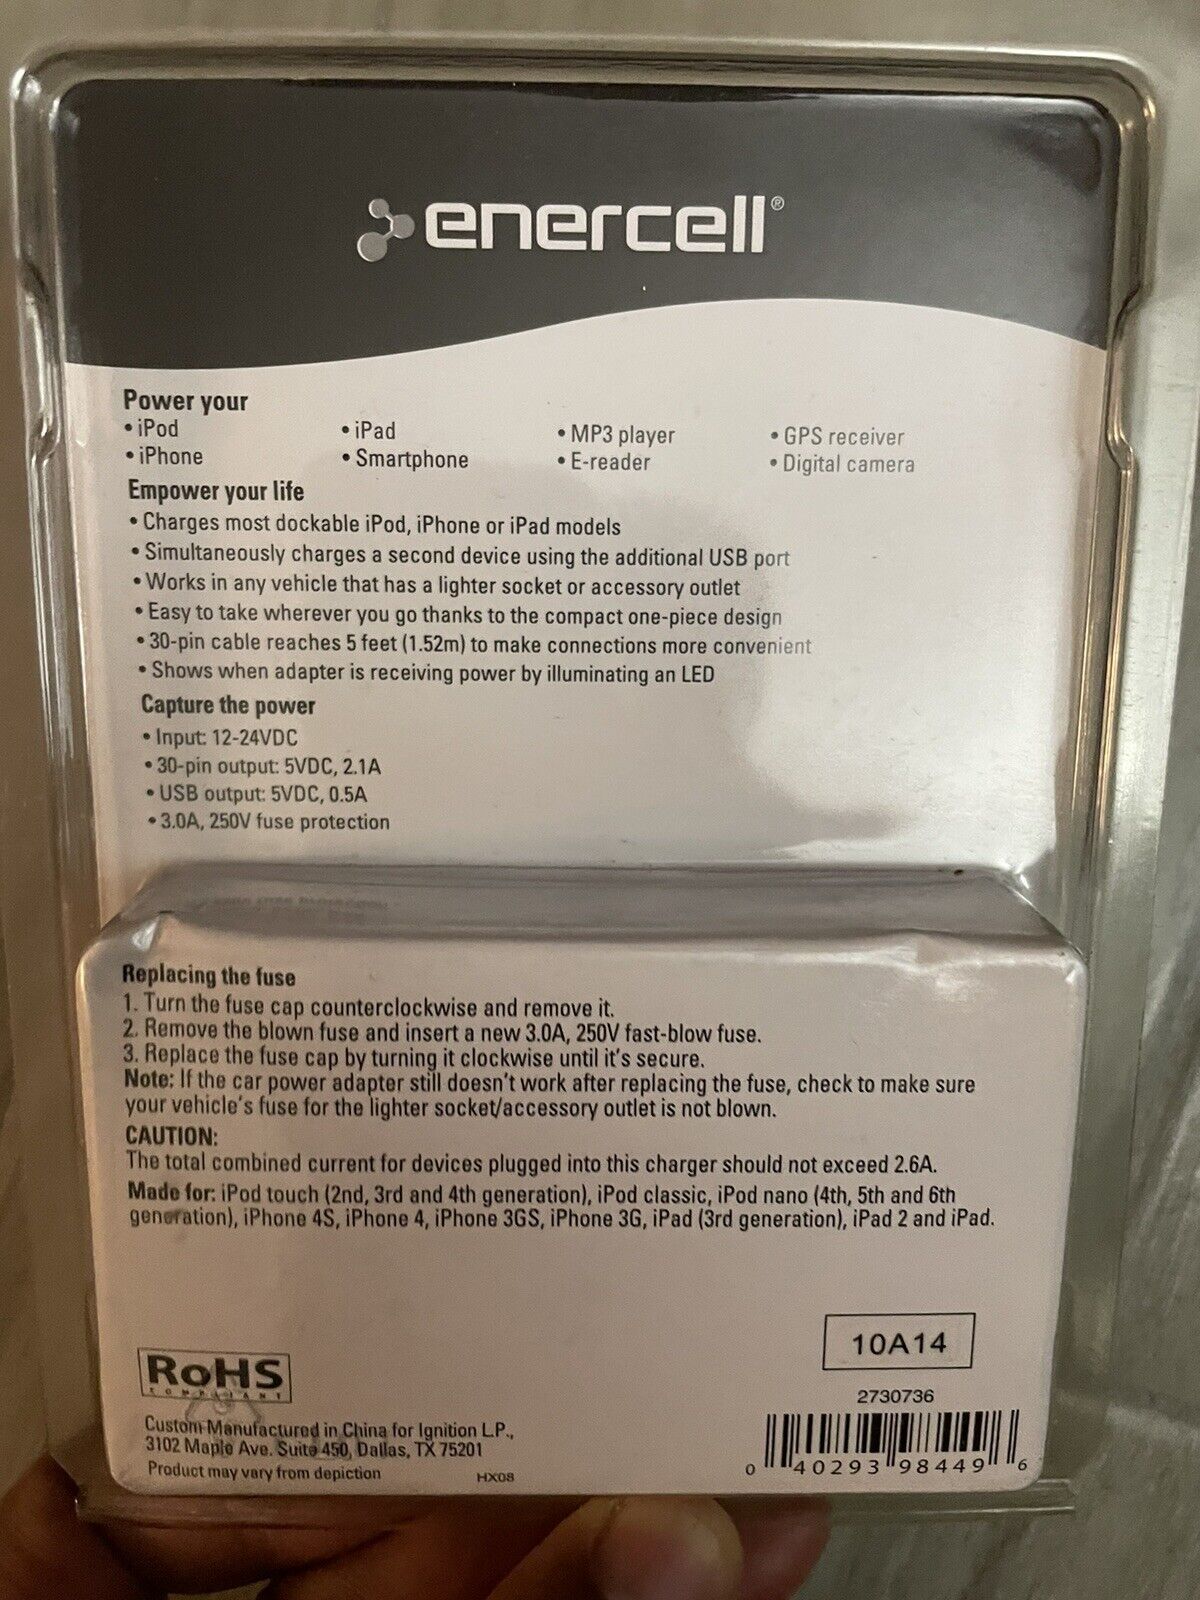 enercell®
Power your
• iPod • iPad • MP3 player • GPS receiver
• iPhone • Smartphone • E-reader • Digital camera
Empower your life
• Charges most dockable iPod, iPhone or iPad models
• Simultaneously charges a second device using the additional USB port
• Works in any vehicle that has a lighter socket or accessory outlet
• Easy to take wherever you go thanks to the compact one-piece design
• 30-pin cable reaches 5 feet (1.52m) to make connections more convenient
• Shows when adapter is receiving power by illuminating an LED
Capture the power
• Input: 12-24VDC
• 30-pin output: 5VDC, 2.1A
• USB output: 5VDC, 0.5A
• 3.0A, 250V fuse protection
Replacing the fuse
1. Turn the fuse cap counterclockwise and remove it.
2. Remove the blown fuse and insert a new 3.0A, 250V fast-blow fuse.
3. Replace the fuse cap by turning it clockwise until it's secure.
Note: If the car power adapter still doesn't work after replacing the fuse, check to make sure
your vehicle's fuse for the lighter socket/accessory outlet is not blown.
CAUTION:
The total combined current for devices plugged into this charger should not exceed 2.6A.
Made for: iPod touch (2nd, 3rd and 4th generation), iPod classic, iPod nano (4th, 5th and 6th
generation), iPhone 4S, iPhone 4, iPhone 3GS, iPhone 3G, iPad (3rd generation), iPad 2 and iPad.
10A14
2730736
0 40293 98449 6
RoHS
COMPLIANT
Custom Manufactured in China for Ignition L.P.,
3102 Maple Ave. Suite 450, Dallas, TX 75201
Product may vary from depiction HX08